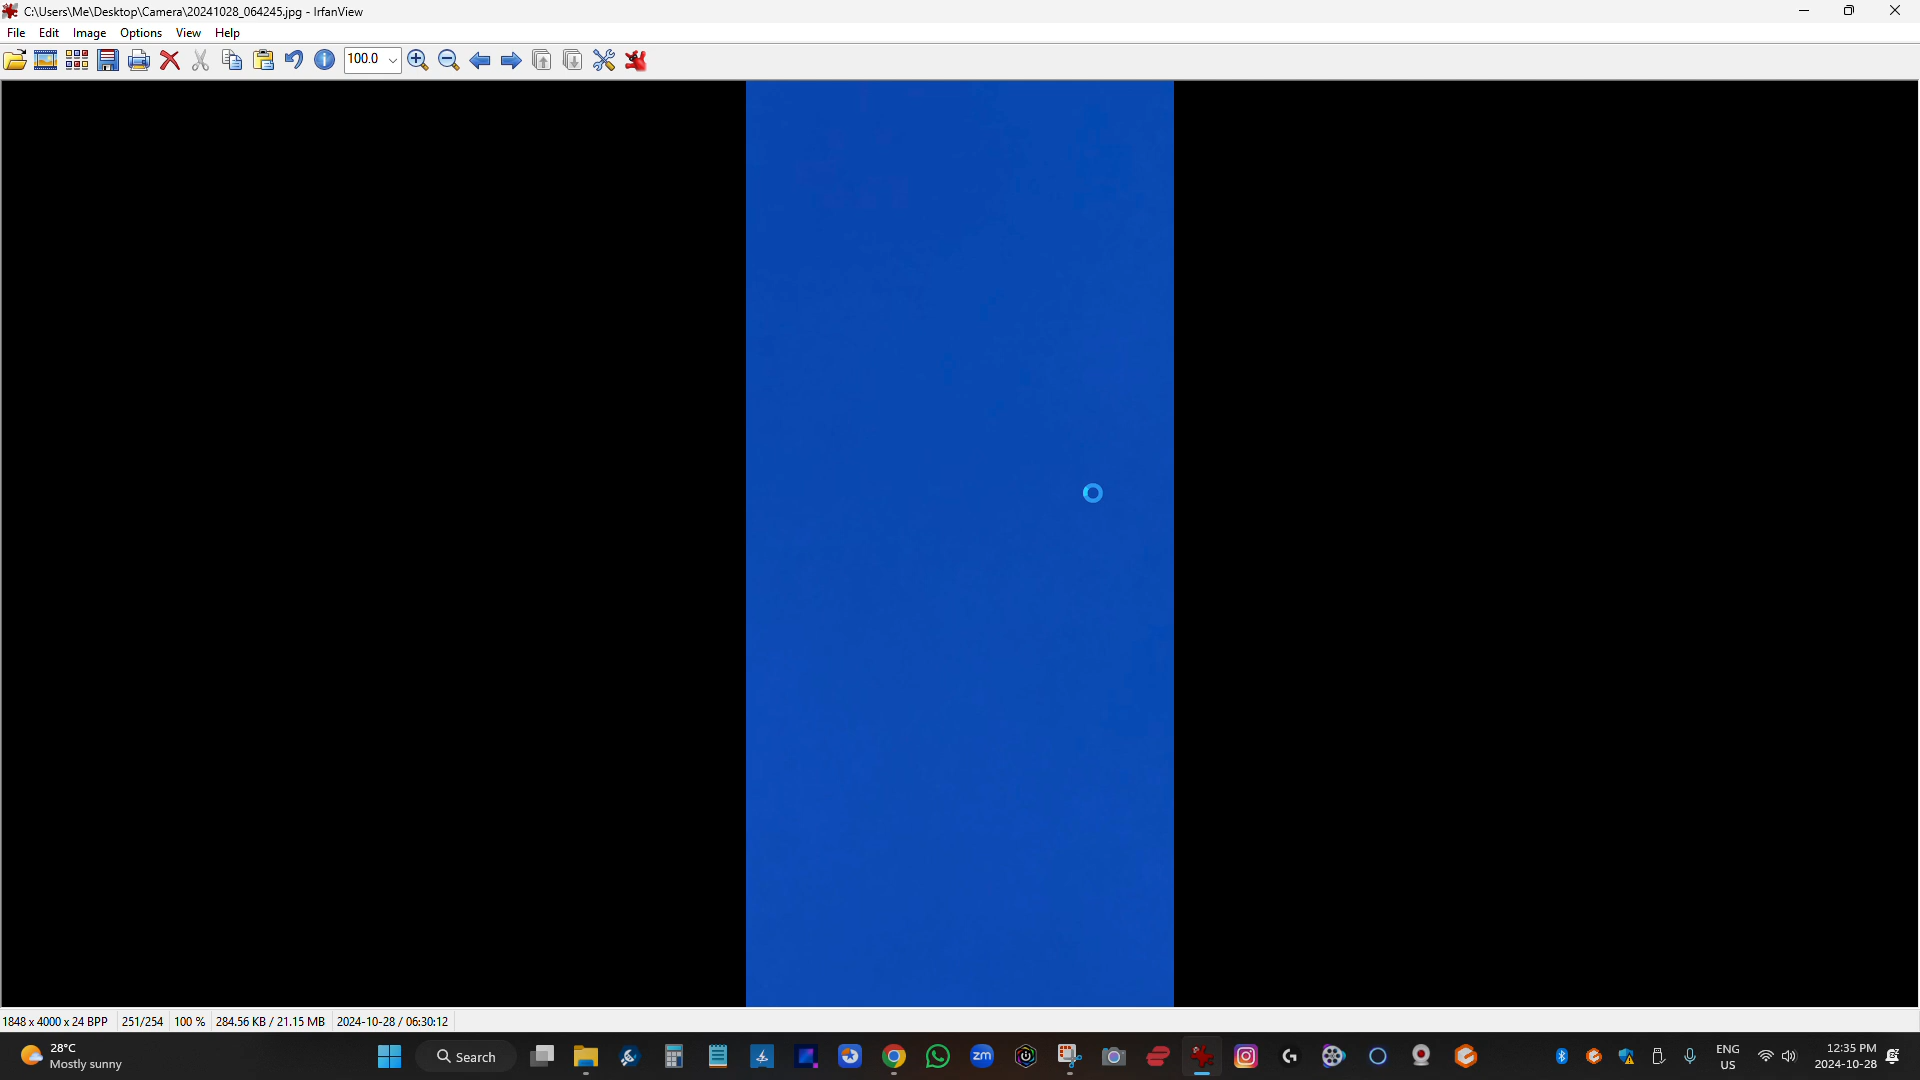 C:\Users\Me\Desktop\Camera\20241028_064245.jpg - IrfanView
File Edit Image Options View Help
100.0
1848 x 4000 x 24 BPP 251/254 100 % 284.56 KB / 21.15 MB 2024-10-28 / 06:30:12
28°C
Mostly sunny
Search
zm
ENG
US
12:35 PM
2024-10-28